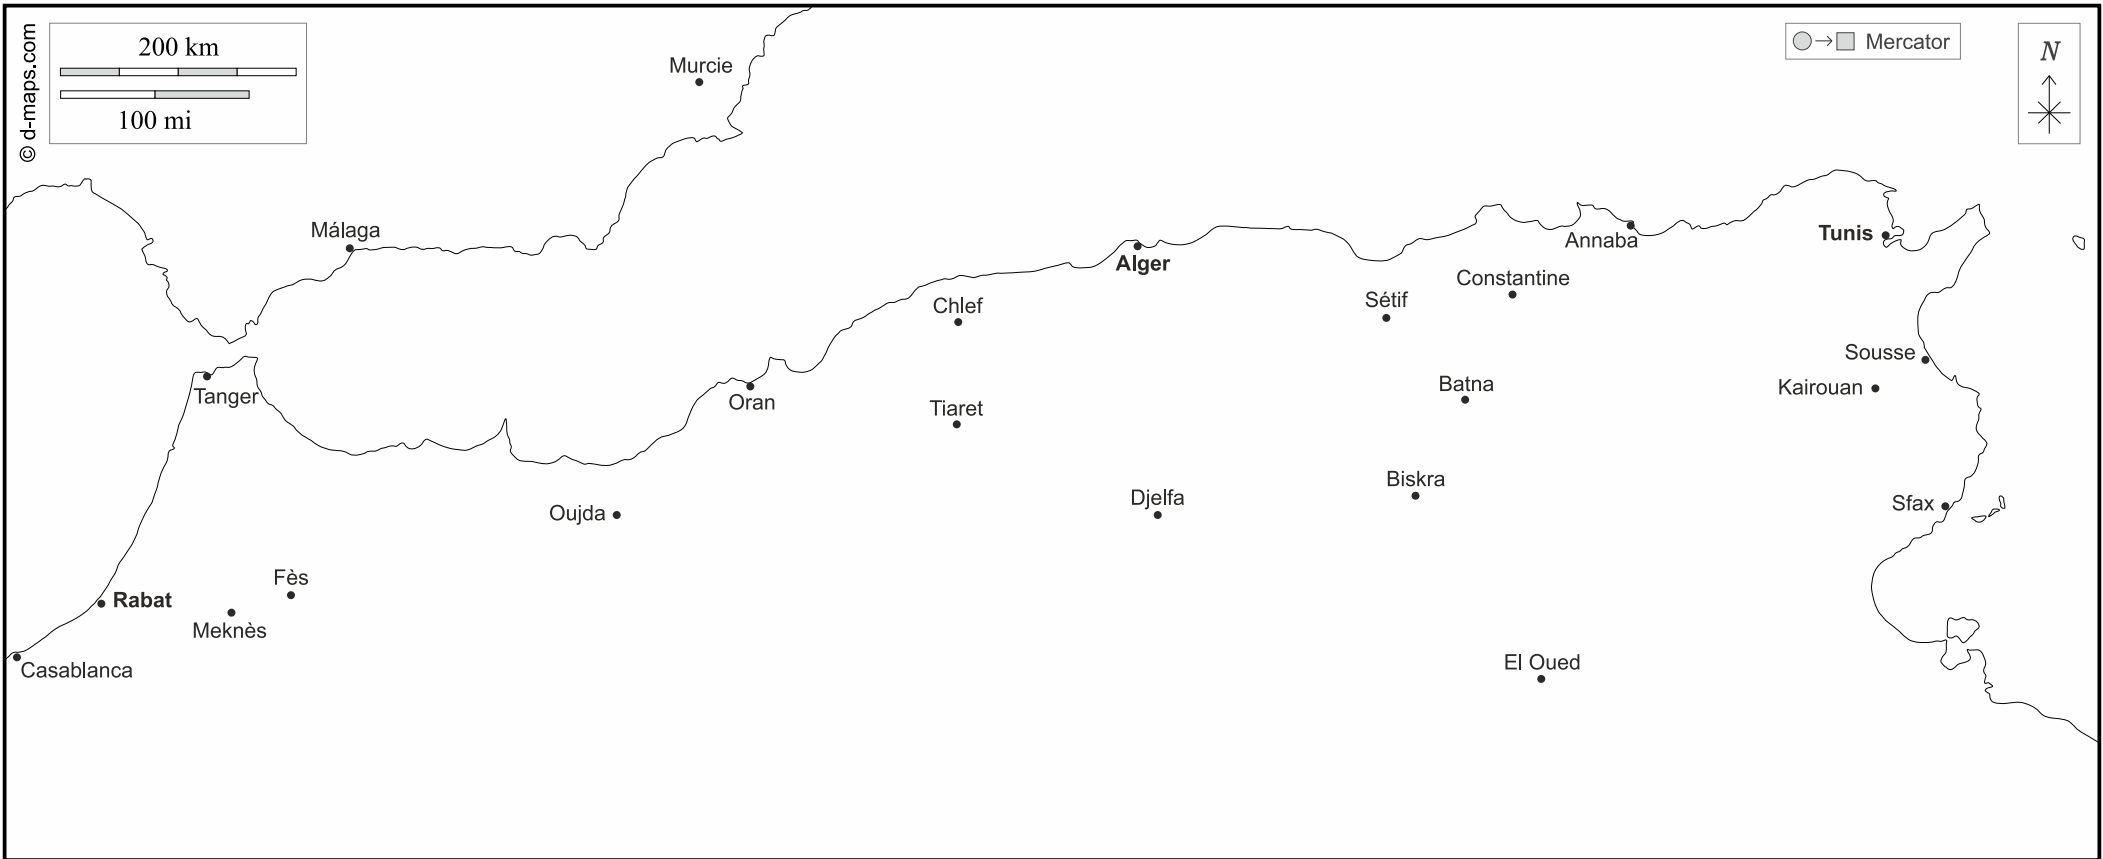 © d-maps.com
200 km
100 mi
Mercator
N
Murcie
Málaga
Tunis
Annaba
Alger
Constantine
Sétif
Chlef
Sousse
Batna
Kairouan
Tanger
Oran
Tiaret
Biskra
Djelfa
Sfax
Oujda
Fès
Rabat
Meknès
El Oued
Casablanca